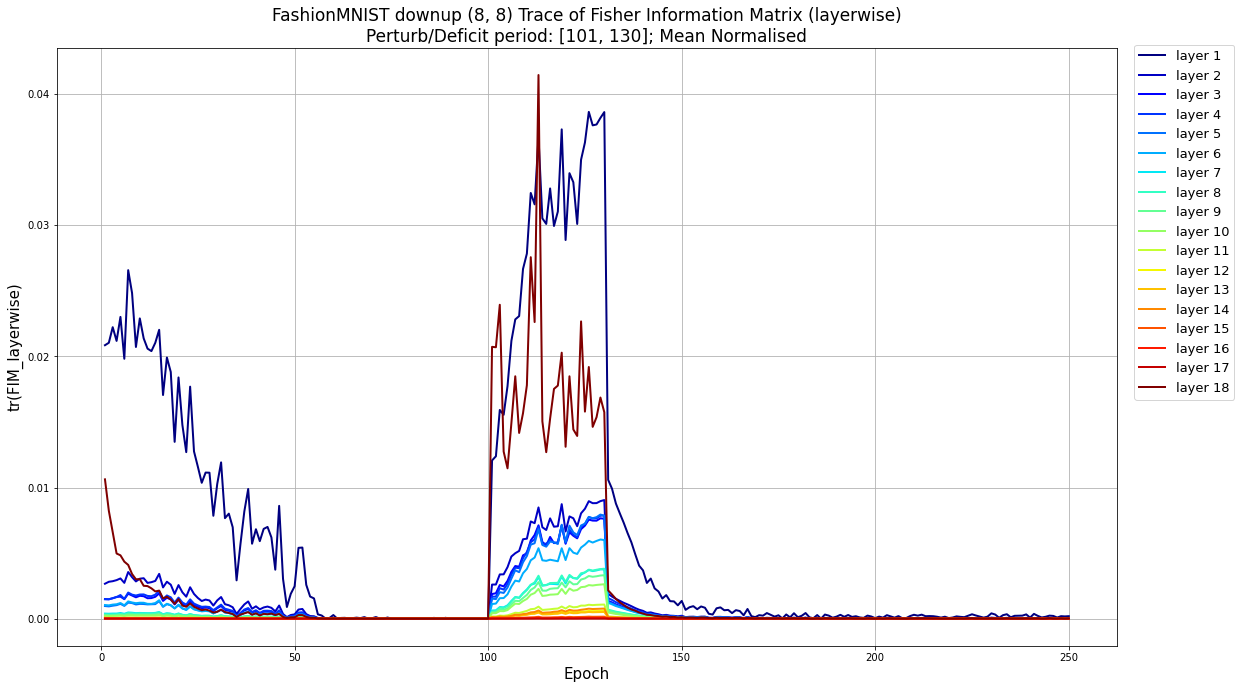 FashionMNIST downup (8, 8) Trace of Fisher Information Matrix (layerwise)
Perturb/Deficit period: [101, 130]; Mean Normalised
tr(FIM_layerwise)
0.04
0.03
0.02
0.01
0.00
0
50
100
150
200
250
Epoch
layer 1
layer 2
layer 3
layer 4
layer 5
layer 6
layer 7
layer 8
layer 9
layer 10
layer 11
layer 12
layer 13
layer 14
layer 15
layer 16
layer 17
layer 18